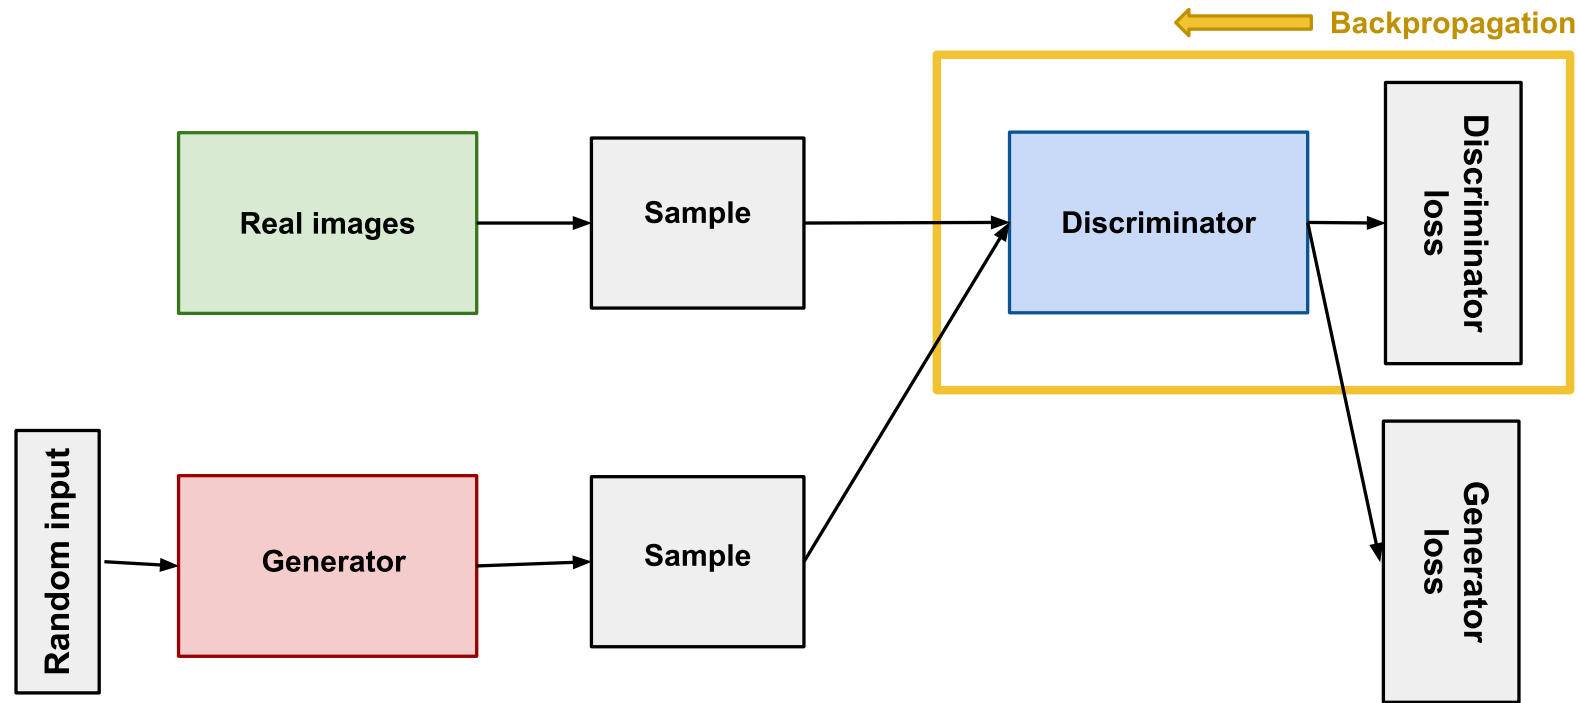 Backpropagation
Real images
Sample
Discriminator
Discriminator
loss
Random input
Generator
Sample
Generator
loss